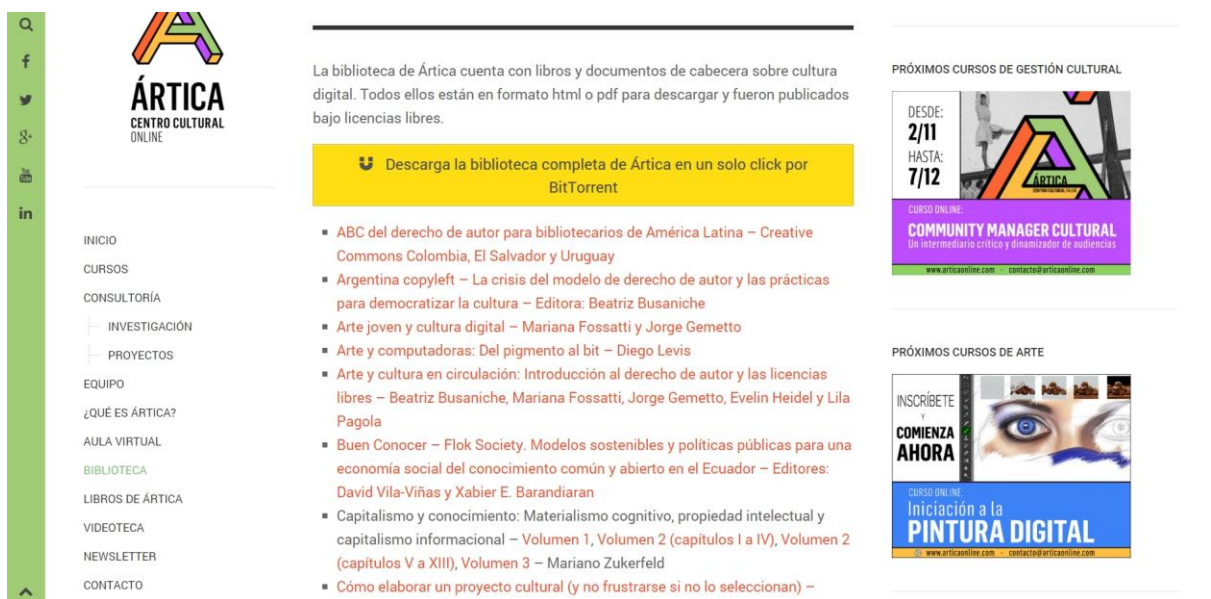 ÁRTICA
CENTRO CULTURAL
ONLINE
INICIO
CURSOS
CONSULTORÍA
INVESTIGACIÓN
PROYECTOS
EQUIPO
¿QUÉ ES ÁRTICA?
AULA VIRTUAL
BIBLIOTECA
LIBROS DE ÁRTICA
VIDEOTECA
NEWSLETTER
CONTACTO
La biblioteca de Ártica cuenta con libros y documentos de cabecera sobre cultura
digital. Todos ellos están en formato html o pdf para descargar y fueron publicados
bajo licencias libres.
Descarga la biblioteca completa de Ártica en un solo click por
BitTorrent
ABC del derecho de autor para bibliotecarios de América Latina – Creative
Commons Colombia, El Salvador y Uruguay
Argentina copyleft – La crisis del modelo de derecho de autor y las prácticas
para democratizar la cultura – Editora: Beatriz Busaniche
Arte joven y cultura digital – Mariana Fossatti y Jorge Gemetto
Arte y computadoras: Del pigmento al bit – Diego Levis
Arte y cultura en circulación: Introducción al derecho de autor y las licencias
libres – Beatriz Busaniche, Mariana Fossatti, Jorge Gemetto, Evelin Heidel y Lila
Pagola
Buen Conocer – Flok Society. Modelos sostenibles y políticas públicas para una
economía social del conocimiento común y abierto en el Ecuador – Editores:
David Vila-Viñas y Xabier E. Barandiaran
Capitalismo y conocimiento: Materialismo cognitivo, propiedad intelectual y
capitalismo informacional – Volumen 1, Volumen 2 (capítulos I a IV), Volumen 2
(capítulos V a XIII), Volumen 3 – Mariano Zukerfeld
Cómo elaborar un proyecto cultural (y no frustrarse si no lo seleccionan) –
PRÓXIMOS CURSOS DE GESTIÓN CULTURAL
DESDE:
2/11
HASTA:
7/12
ÁRTICA
CENTRO CULTURAL ONLINE
CURSO ONLINE:
COMMUNITY MANAGER CULTURAL
Un intermediario crítico y dinamizador de audiencias
www.articaonline.com - contacto@articaonline.com
PRÓXIMOS CURSOS DE ARTE
INSCRÍBETE
Y
COMIENZA
AHORA
CURSO ONLINE:
Iniciación a la
PINTURA DIGITAL
www.articaonline.com - contacto@articaonline.com